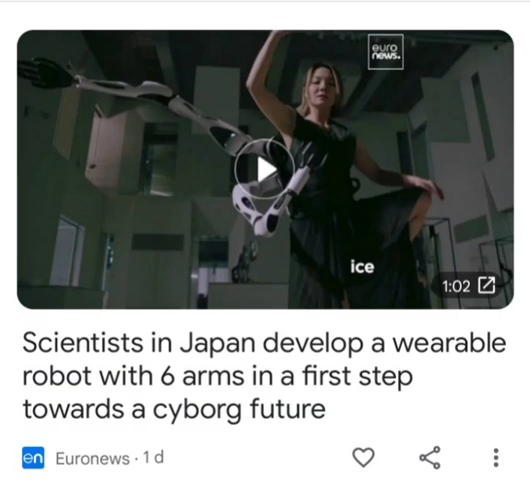 euro
news.
ice
1:02
Scientists in Japan develop a wearable
robot with 6 arms in a first step
towards a cyborg future
en Euronews · 1 d